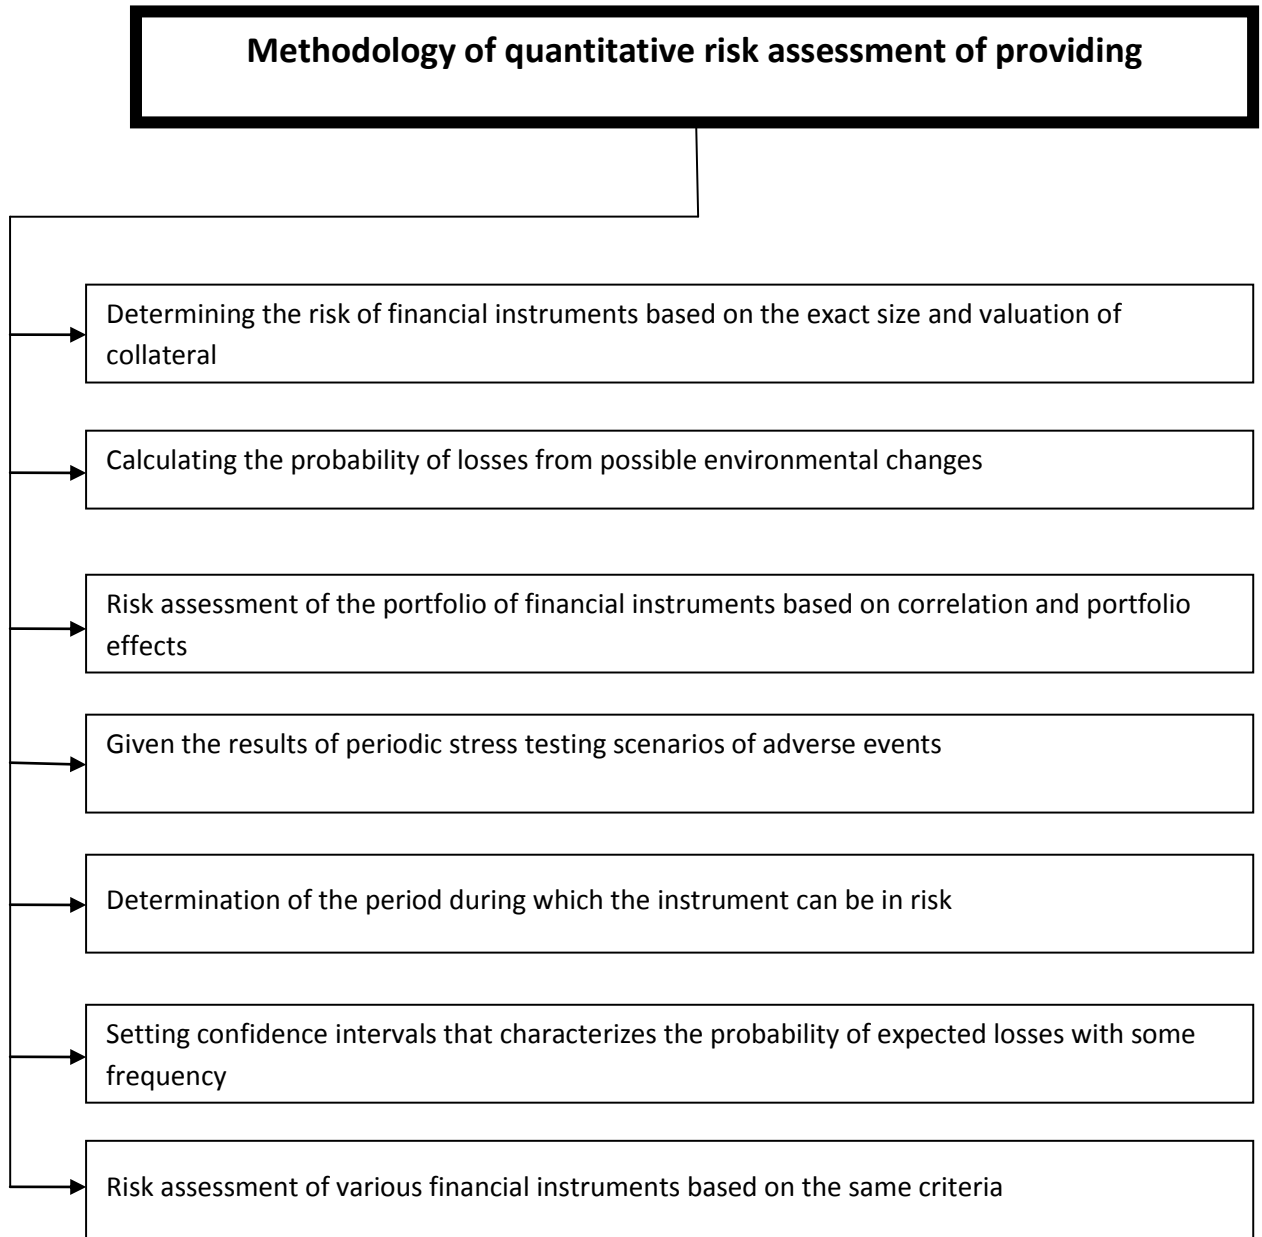 Methodology of quantitative risk assessment of providing
Determining the risk of financial instruments based on the exact size and valuation of
collateral
Calculating the probability of losses from possible environmental changes
Risk assessment of the portfolio of financial instruments based on correlation and portfolio
effects
Given the results of periodic stress testing scenarios of adverse events
Determination of the period during which the instrument can be in risk
Setting confidence intervals that characterizes the probability of expected losses with some
frequency
Risk assessment of various financial instruments based on the same criteria